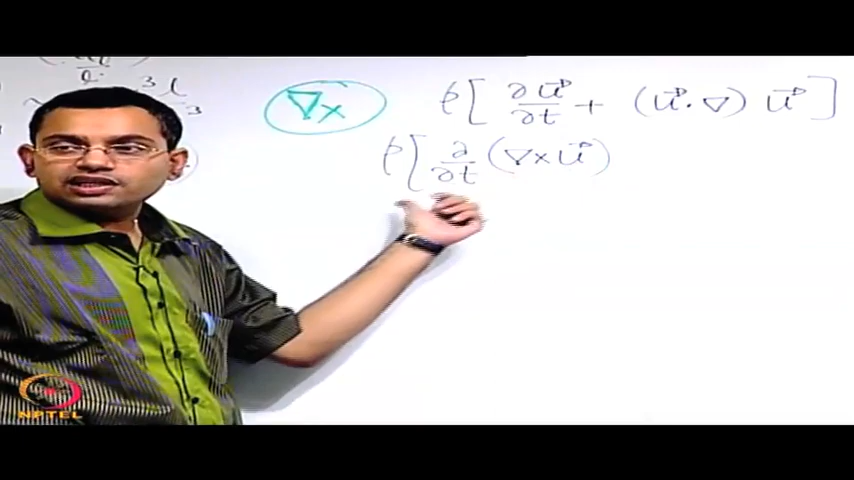 ∇× ρ[ ∂u⃗/∂t + (u⃗·∇) u⃗ ]
ρ[ ∂/∂t (∇×u⃗)
NPTEL